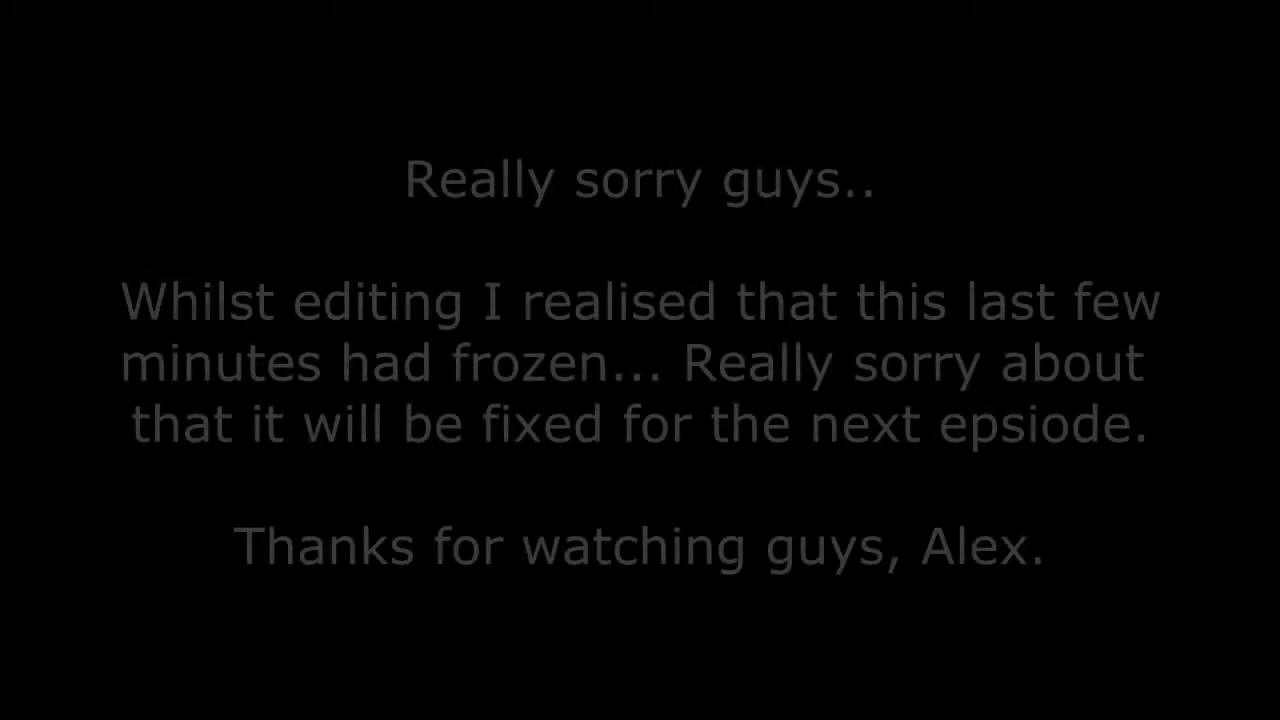 Really sorry guys..
Whilst editing I realised that this last few
minutes had frozen... Really sorry about
that it will be fixed for the next epsiode.
Thanks for watching guys, Alex.